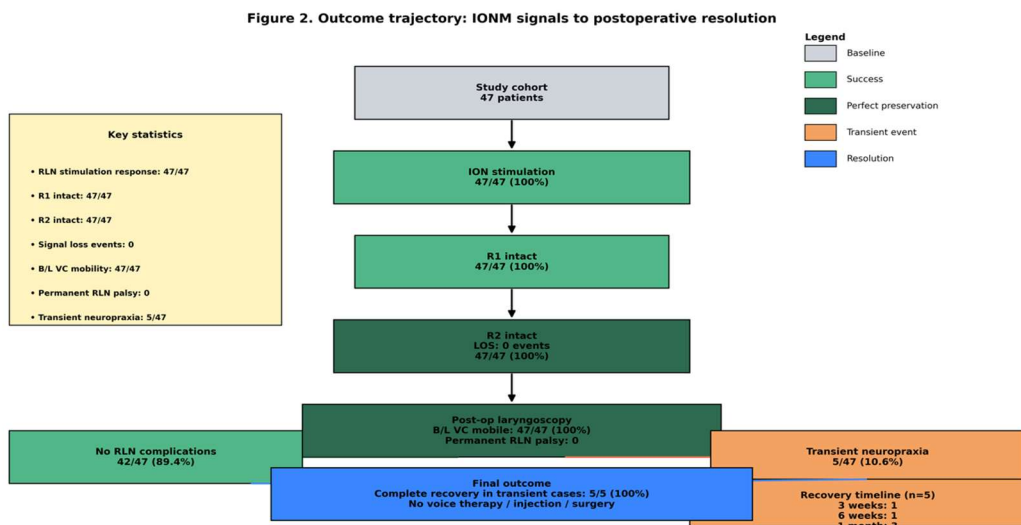 Figure 2. Outcome trajectory: IONM signals to postoperative resolution
Legend
Baseline
Success
Perfect preservation
Transient event
Resolution
Key statistics
• RLN stimulation response: 47/47
• R1 intact: 47/47
• R2 intact: 47/47
• Signal loss events: 0
• B/L VC mobility: 47/47
• Permanent RLN palsy: 0
• Transient neuropraxia: 5/47
Study cohort
47 patients
ION stimulation
47/47 (100%)
R1 intact
47/47 (100%)
R2 intact
LOS: 0 events
47/47 (100%)
Post-op laryngoscopy
B/L VC mobile: 47/47 (100%)
Permanent RLN palsy: 0
No RLN complications
42/47 (89.4%)
Transient neuropraxia
5/47 (10.6%)
Final outcome
Complete recovery in transient cases: 5/5 (100%)
No voice therapy / injection / surgery
Recovery timeline (n=5)
3 weeks: 1
6 weeks: 1
1 month: